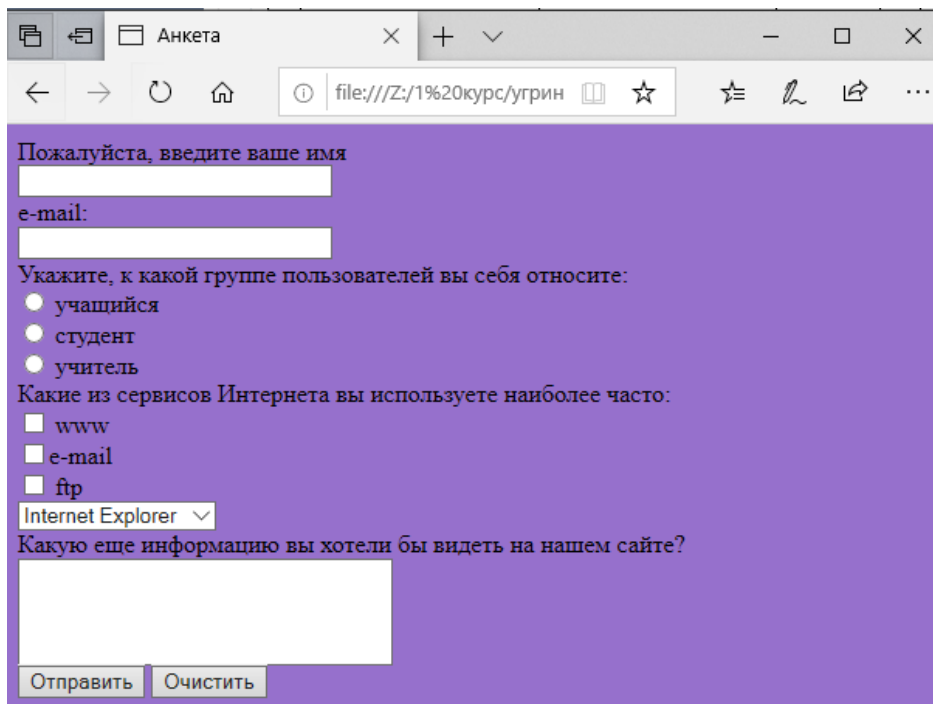 Анкета
file:///Z:/1%20курс/угрин
Пожалуйста, введите ваше имя
e-mail:
Укажите, к какой группе пользователей вы себя относите:
учащийся
студент
учитель
Какие из сервисов Интернета вы используете наиболее часто:
www
e-mail
ftp
Internet Explorer
Какую еще информацию вы хотели бы видеть на нашем сайте?
Отправить Очистить